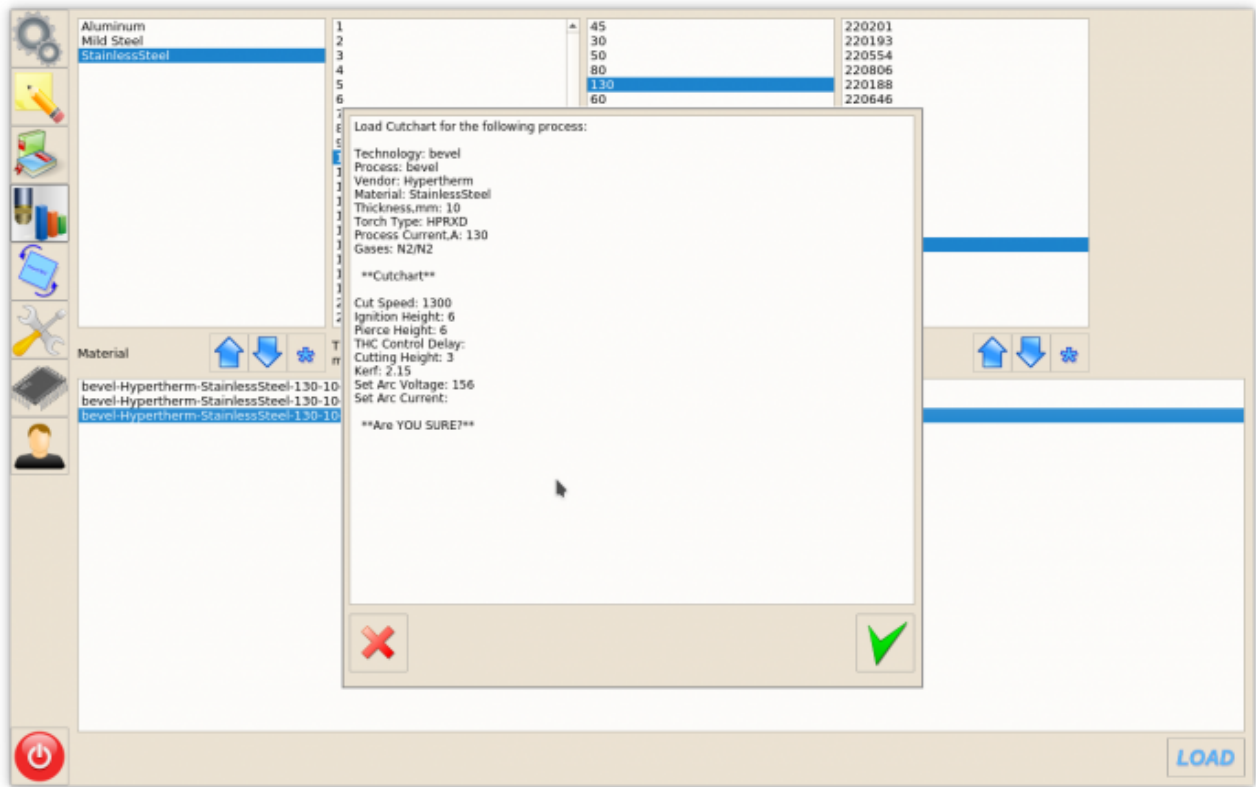 Aluminum
Mild Steel
StainlessSteel
1
2
3
4
5
6
45
30
50
80
130
60
220201
220193
220554
220806
220188
220646
Load Cutchart for the following process:
Technology: bevel
Process: bevel
Vendor: Hypertherm
Material: StainlessSteel
Thickness,mm: 10
Torch Type: HPRXD
Process Current,A: 130
Gases: N2/N2
**Cutchart**
Cut Speed: 1300
Ignition Height: 6
Pierce Height: 6
THC Control Delay:
Cutting Height: 3
Kerf: 2.15
Set Arc Voltage: 156
Set Arc Current:
**Are YOU SURE?**
Material
bevel-Hypertherm-StainlessSteel-130-10-
bevel-Hypertherm-StainlessSteel-130-10-
bevel-Hypertherm-StainlessSteel-130-10-
LOAD